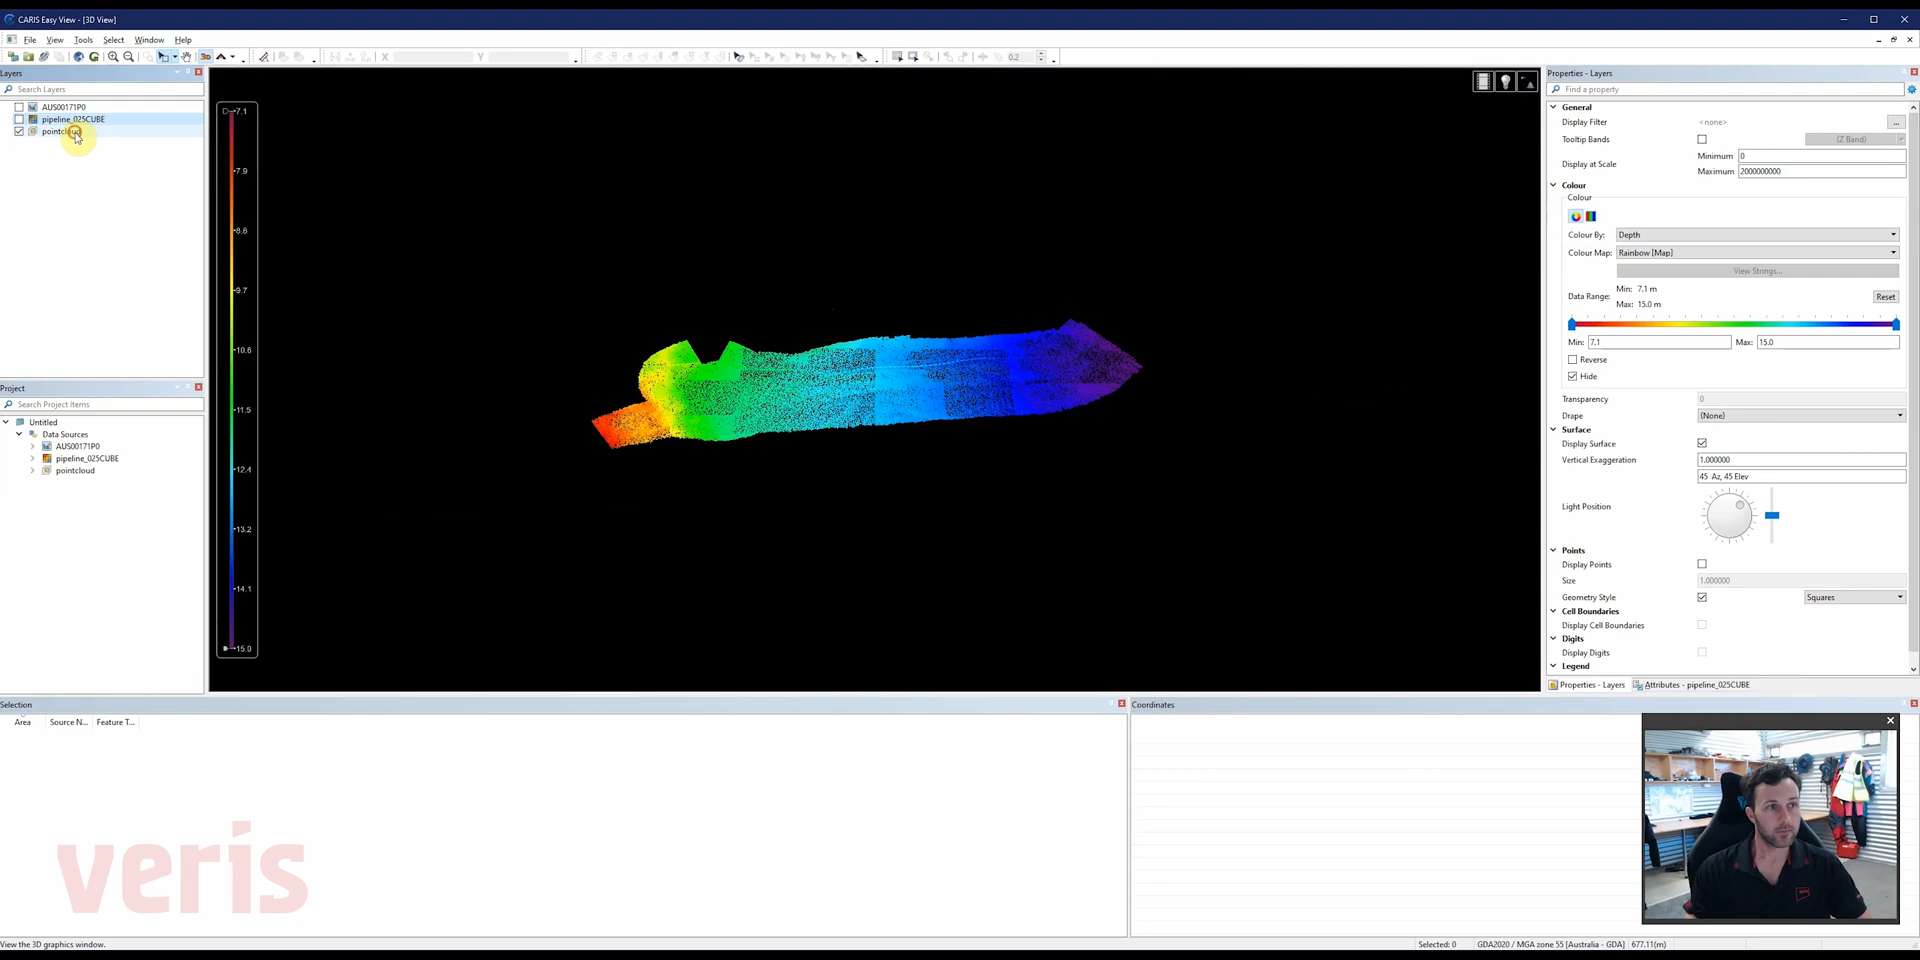 CARIS Easy View - [3D View]
File View Tools Select Window Help
X Y 0.2
Layers
Search Layers
AUS00171P0
pipeline_025CUBE
pointcloud
Project
Search Project Items
Untitled
Data Sources
AUS00171P0
pipeline_025CUBE
pointcloud
7.1
7.9
8.8
9.7
10.6
11.5
12.4
13.2
14.1
15.0
Properties - Layers
Find a property
General
Display Filter <none> ...
Tooltip Bands (Z Band)
Display at Scale Minimum 0
Maximum 2000000000
Colour
Colour
Colour By: Depth
Colour Map: Rainbow [Map]
View Strings...
Data Range: Min: 7.1 m
Max: 15.0 m
Reset
Min: 7.1 Max: 15.0
Reverse
Hide
Transparency 0
Drape (None)
Surface
Display Surface
Vertical Exaggeration 1.000000
45 Az, 45 Elev
Light Position
Points
Display Points
Size 1.000000
Geometry Style Squares
Cell Boundaries
Display Cell Boundaries
Digits
Display Digits
Legend
Properties - Layers Attributes - pipeline_025CUBE
Selection
Area Source N... Feature T...
Coordinates
veris
View the 3D graphics window.
Selected: 0 GDA2020 / MGA zone 55 [Australia - GDA] 677.11(m)